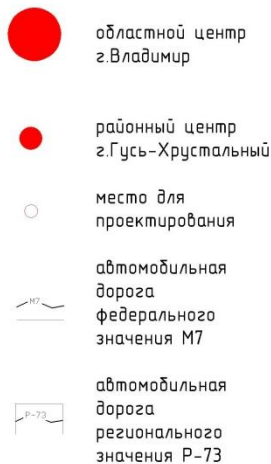 областной центр
г.Владимир
районный центр
г.Гусь-Хрустальный
место для
проектирования
автомобильная
дорога
М7
федерального
значения М7
автомобильная
дорога
Р-73
регионального
значения Р-73